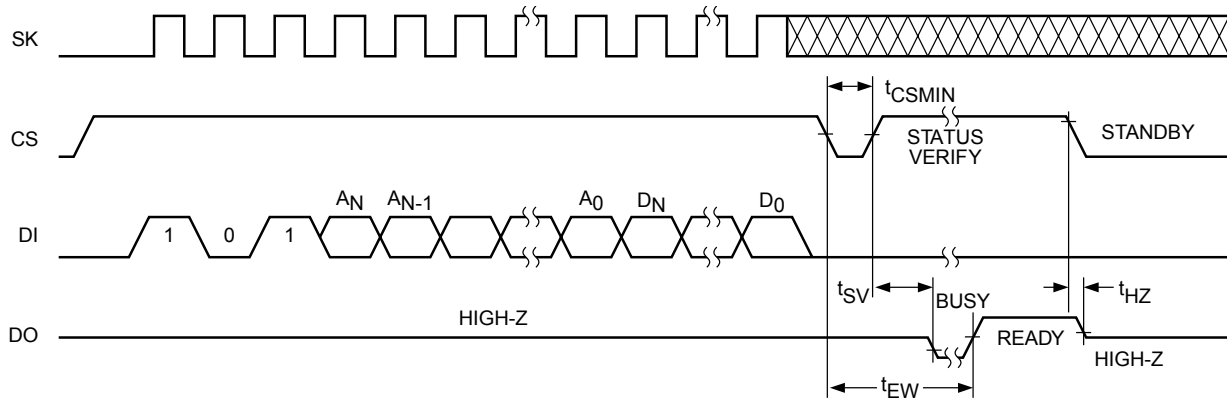 SK
tCSMIN
CS
STATUS
VERIFY
STANDBY
AN AN-1 A0 DN D0
DI
1 0 1
tSV BUSY tHZ
HIGH-Z
DO
READY
HIGH-Z
tEW